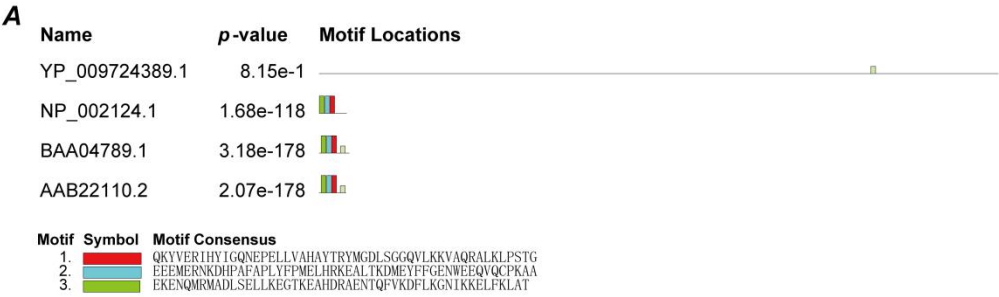 A
Name p-value Motif Locations
YP_009724389.1 8.15e-1
NP_002124.1 1.68e-118
BAA04789.1 3.18e-178
AAB22110.2 2.07e-178
Motif Symbol Motif Consensus
1. QKYVERIHYIGQNEPELLVAHAYTRYMGDLSGGQVLKKVAQRALKLPSTG
2. EEEMERNKDHPAFAPLYFPMELHRKEALTKDMEYFFGENWEEQVQCPKAA
3. EKENQMRMADLSELLKEGTKEAHDRAENTQFVKDFLKGNIKKELFKLAT